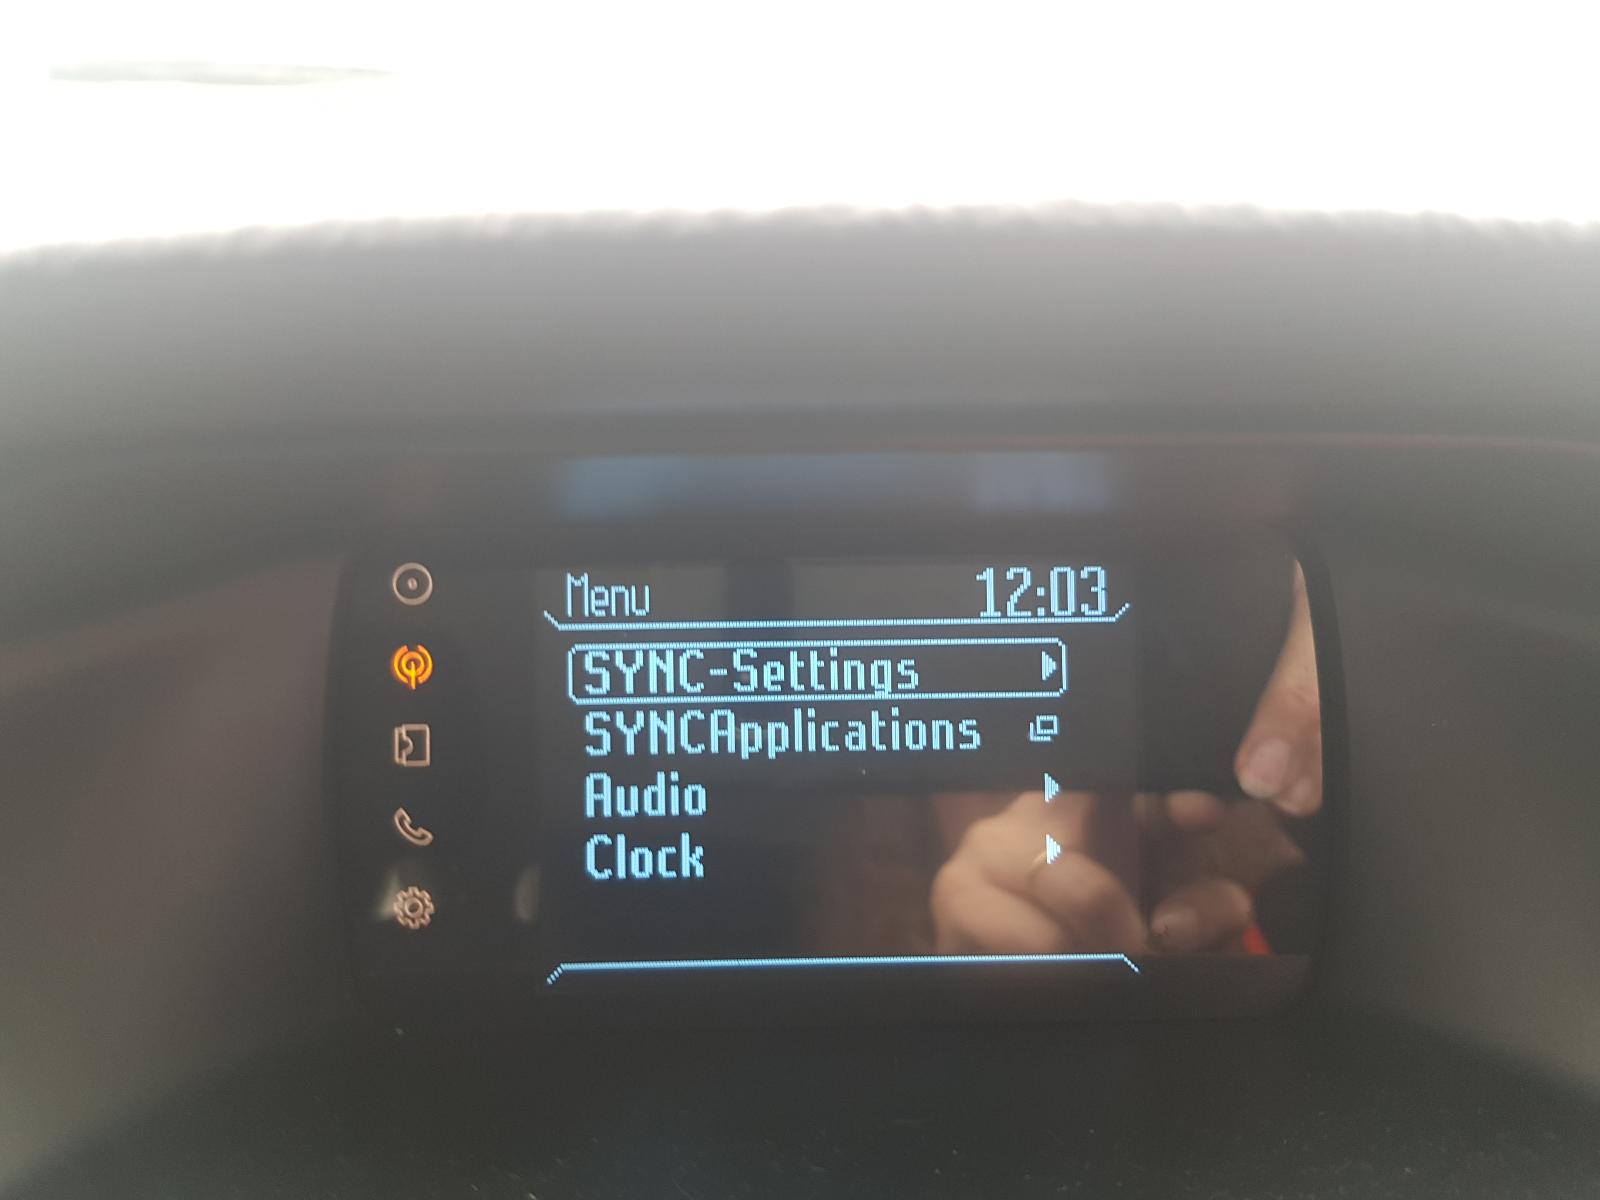 Menu 12:03
SYNC-Settings
SYNCApplications
Audio
Clock